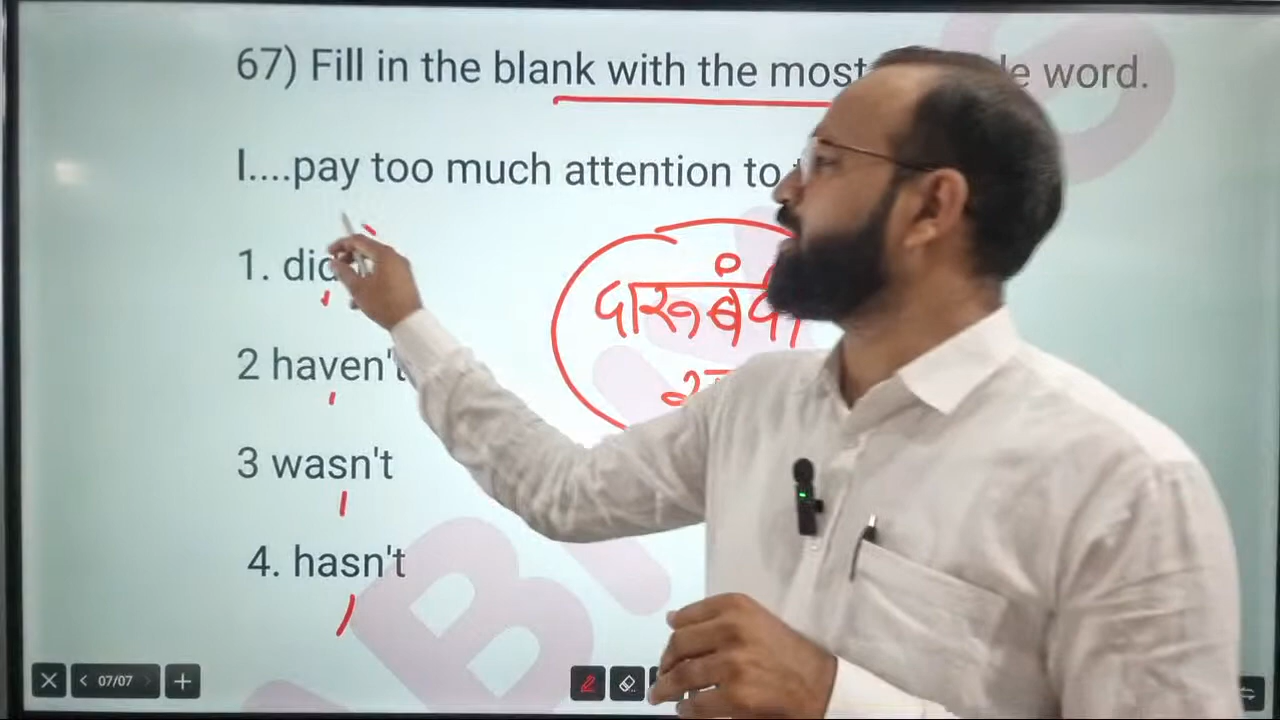 67) Fill in the blank with the most word.
I....pay too much attention to
1.
2 haven't
3 wasn't
4. hasn't
दारू बंदी
07/07